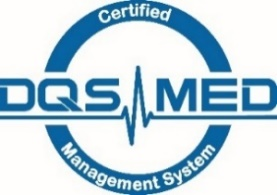 Certified
DQS MED
Management System